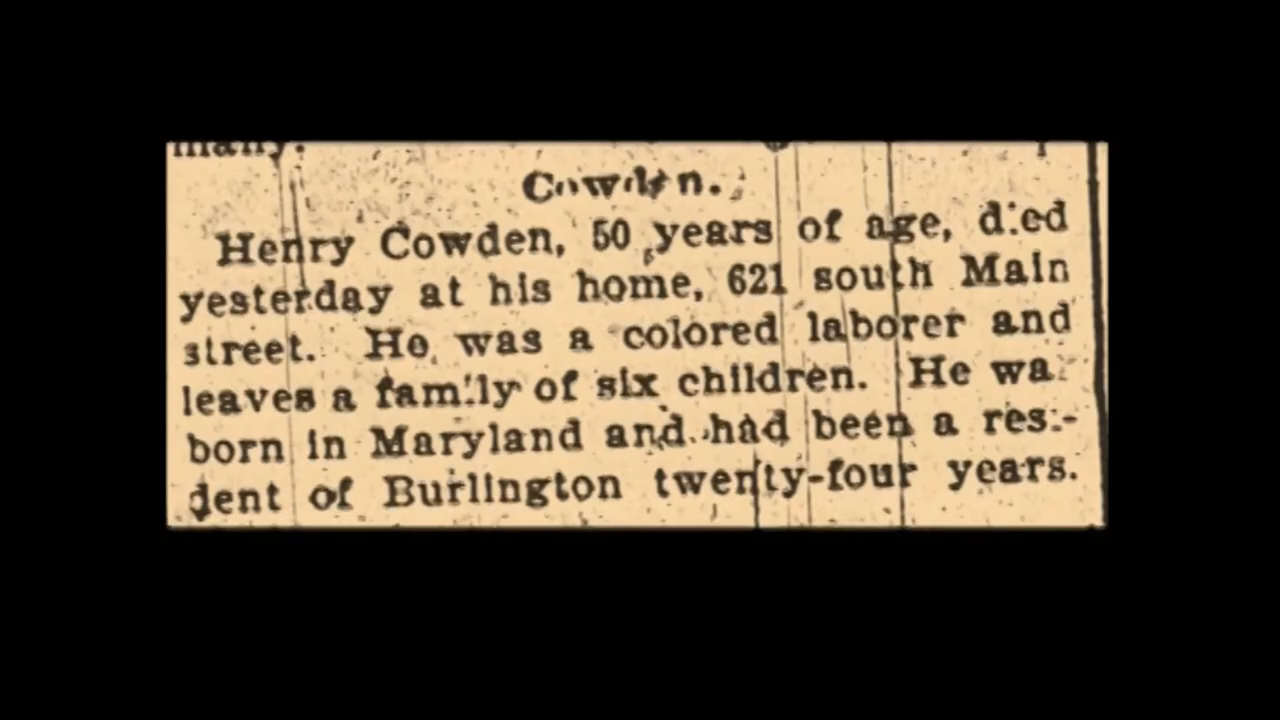 many.
Cowden.
Henry Cowden, 50 years of age, died
yesterday at his home, 621 south Main
street. He was a colored laborer and
leaves a family of six children. He wa
born in Maryland and had been a resi-
dent of Burlington twenty-four years.